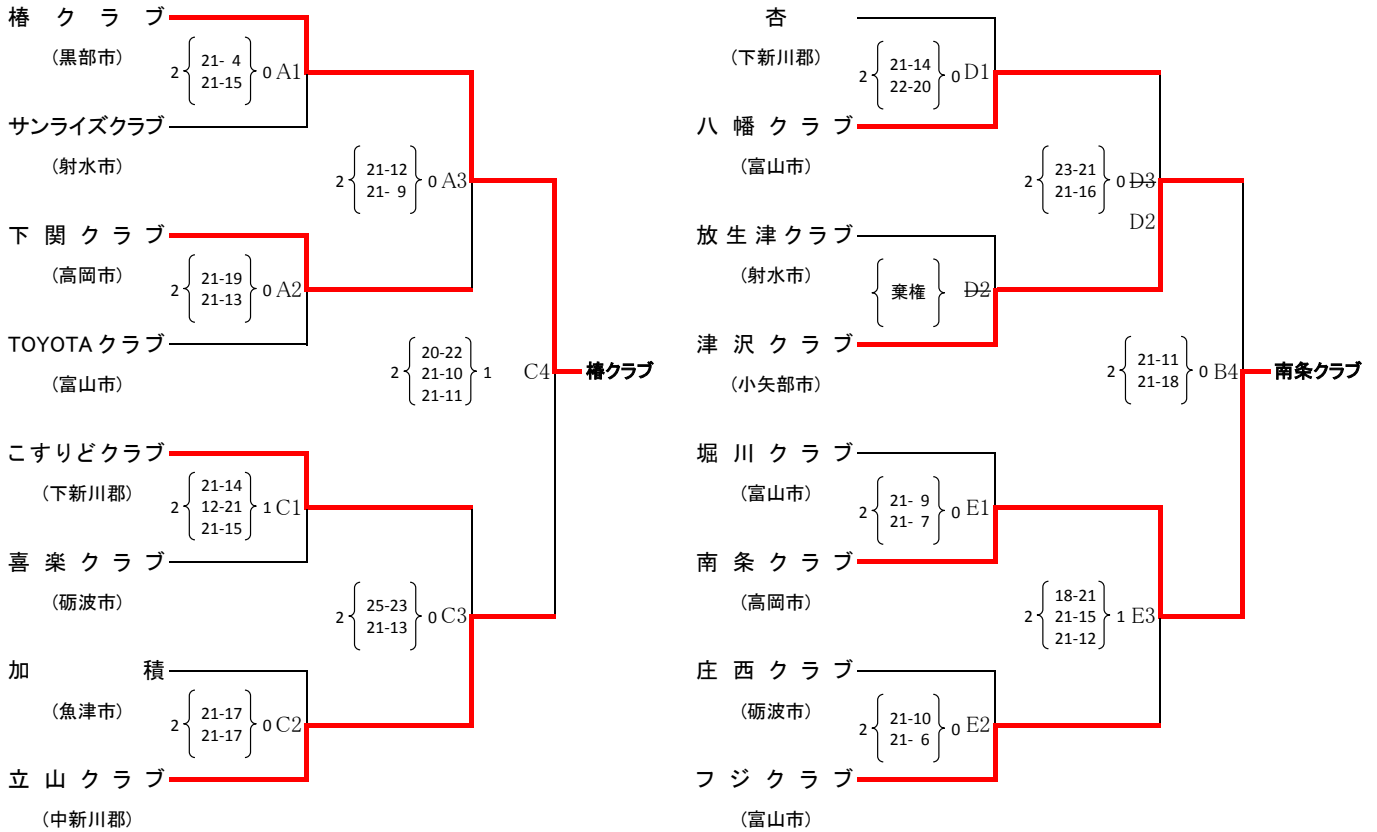 椿クラブ
(黒部市)
2 21- 4 0 A1
21-15
サンライズクラブ
(射水市)
2 21-12 0 A3
21- 9
下関クラブ
(高岡市)
2 21-19 0 A2
21-13
TOYOTAクラブ
(富山市)
20-22
2 21-10 1 C4 椿クラブ
21-11
こすりどクラブ
(下新川郡)
21-14
2 12-21 1 C1
21-15
喜楽クラブ
(砺波市)
2 25-23 0 C3
21-13
加積
(魚津市)
2 21-17 0 C2
21-17
立山クラブ
(中新川郡)
杏
(下新川郡)
2 21-14 0 D1
22-20
八幡クラブ
(富山市)
2 23-21 0 D3
21-16
D2
放生津クラブ
(射水市)
棄権 D2
津沢クラブ
(小矢部市)
2 21-11 0 B4 南条クラブ
21-18
堀川クラブ
(富山市)
2 21- 9 0 E1
21- 7
南条クラブ
(高岡市)
18-21
2 21-15 1 E3
21-12
庄西クラブ
(砺波市)
2 21-10 0 E2
21- 6
フジクラブ
(富山市)